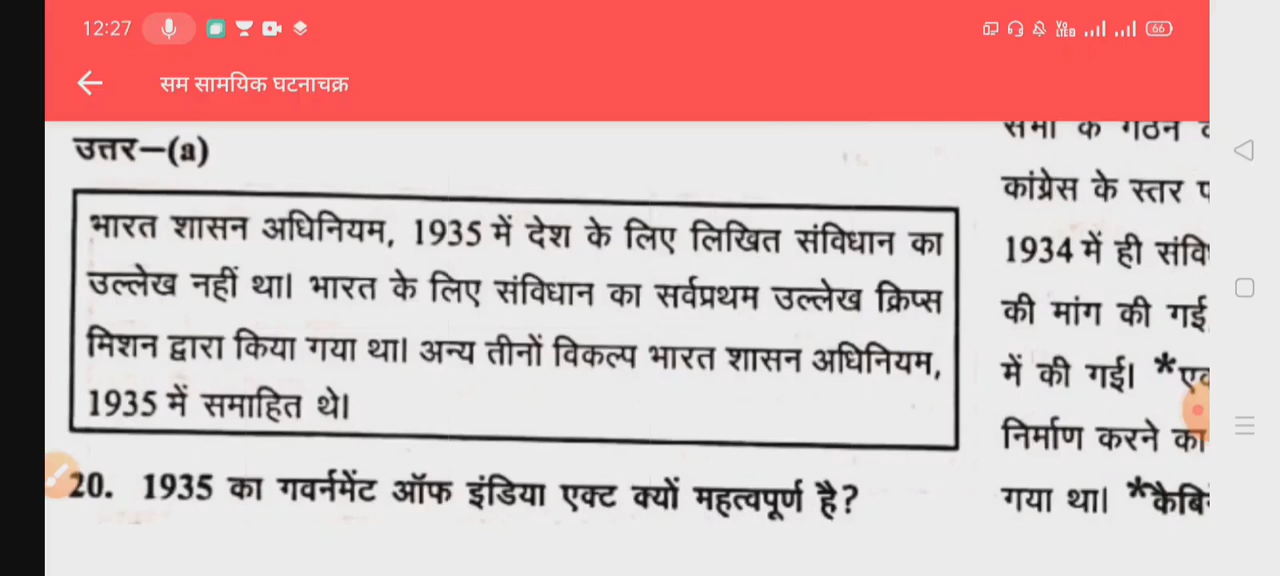 12:27
66
सम सामयिक घटनाचक्र
उत्तर–(a)
भारत शासन अधिनियम, 1935 में देश के लिए लिखित संविधान का
उल्लेख नहीं था। भारत के लिए संविधान का सर्वप्रथम उल्लेख क्रिप्स
मिशन द्वारा किया गया था। अन्य तीनों विकल्प भारत शासन अधिनियम,
1935 में समाहित थे।
20. 1935 का गवर्नमेंट ऑफ इंडिया एक्ट क्यों महत्वपूर्ण है?
के गठन
कांग्रेस के स्तर
1934 में ही
की मांग की गई
में की गई।
निर्माण करने का
गया था।